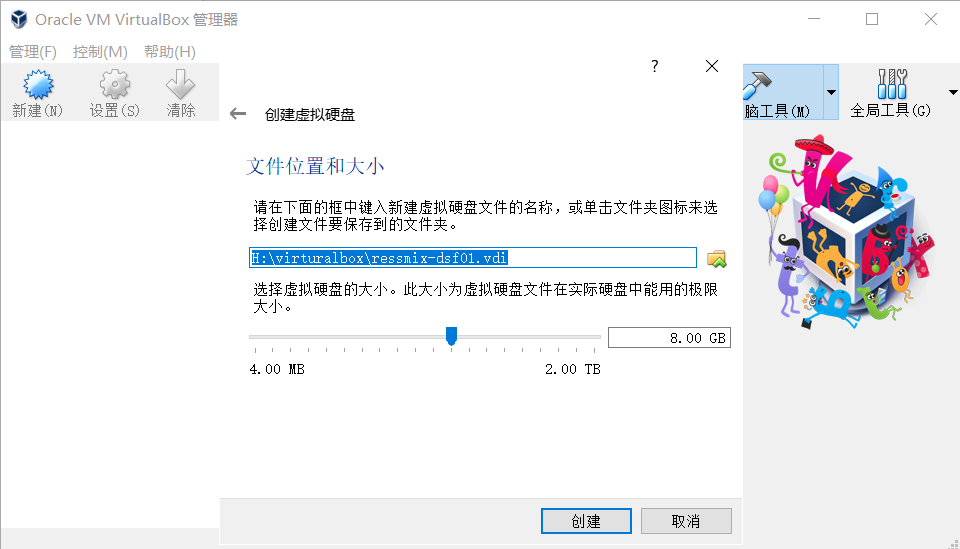 Oracle VM VirtualBox 管理器
管理(F) 控制(M) 帮助(H)
新建(N) 设置(S) 清除
脑工具(M) 全局工具(G)
?
创建虚拟硬盘
文件位置和大小
请在下面的框中键入新建虚拟硬盘文件的名称，或单击文件夹图标来选
择创建文件要保存到的文件夹。
H:\virturalbox\ressmix-dsf01.vdi
选择虚拟硬盘的大小。此大小为虚拟硬盘文件在实际硬盘中能用的极限
大小。
8.00 GB
4.00 MB 2.00 TB
创建 取消